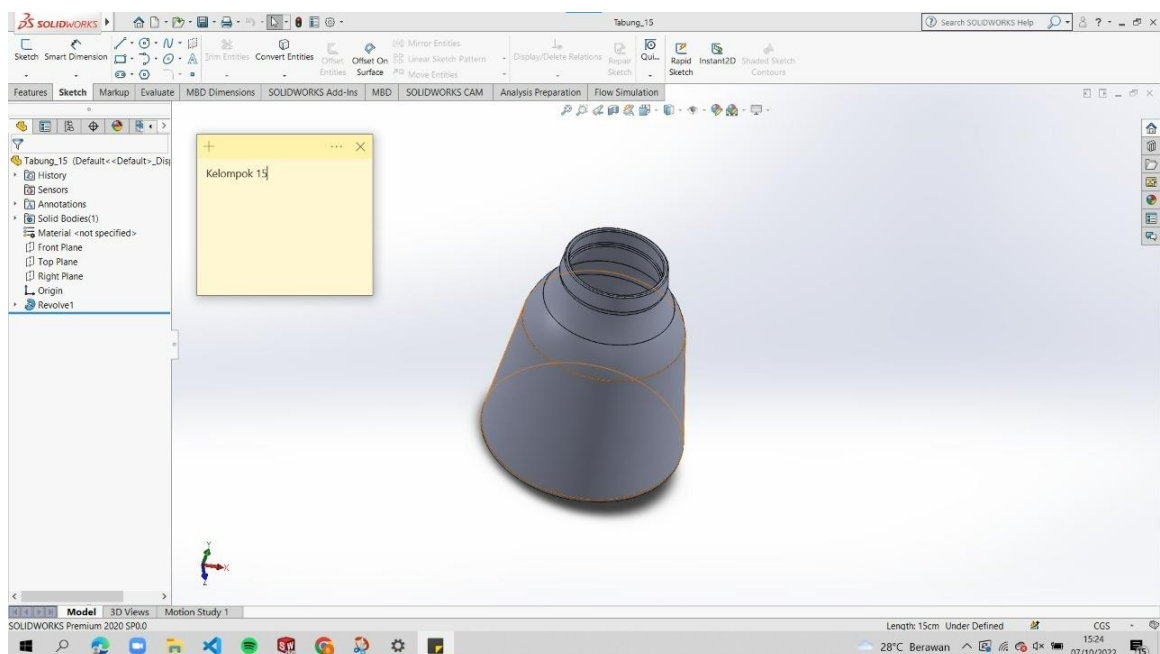 SOLIDWORKS
Tabung_15
Search SOLIDWORKS Help
Sketch
Smart Dimension
Trim Entities
Convert Entities
Offset Entities
Offset On Surface
Mirror Entities
Linear Sketch Pattern
Move Entities
Display/Delete Relations
Repair Sketch
Qui...
Rapid Sketch
Instant2D
Shaded Sketch Contours
Features Sketch Markup Evaluate MBD Dimensions SOLIDWORKS Add-Ins MBD SOLIDWORKS CAM Analysis Preparation Flow Simulation
Tabung_15 (Default<<Default>_Disp
History
Sensors
Annotations
Solid Bodies(1)
Material <not specified>
Front Plane
Top Plane
Right Plane
Origin
Revolve1
Kelompok 15
Y
X
Z
Model 3D Views Motion Study 1
SOLIDWORKS Premium 2020 SP0.0
Length: 15cm Under Defined
CGS
28°C Berawan
15:24
07/10/2022